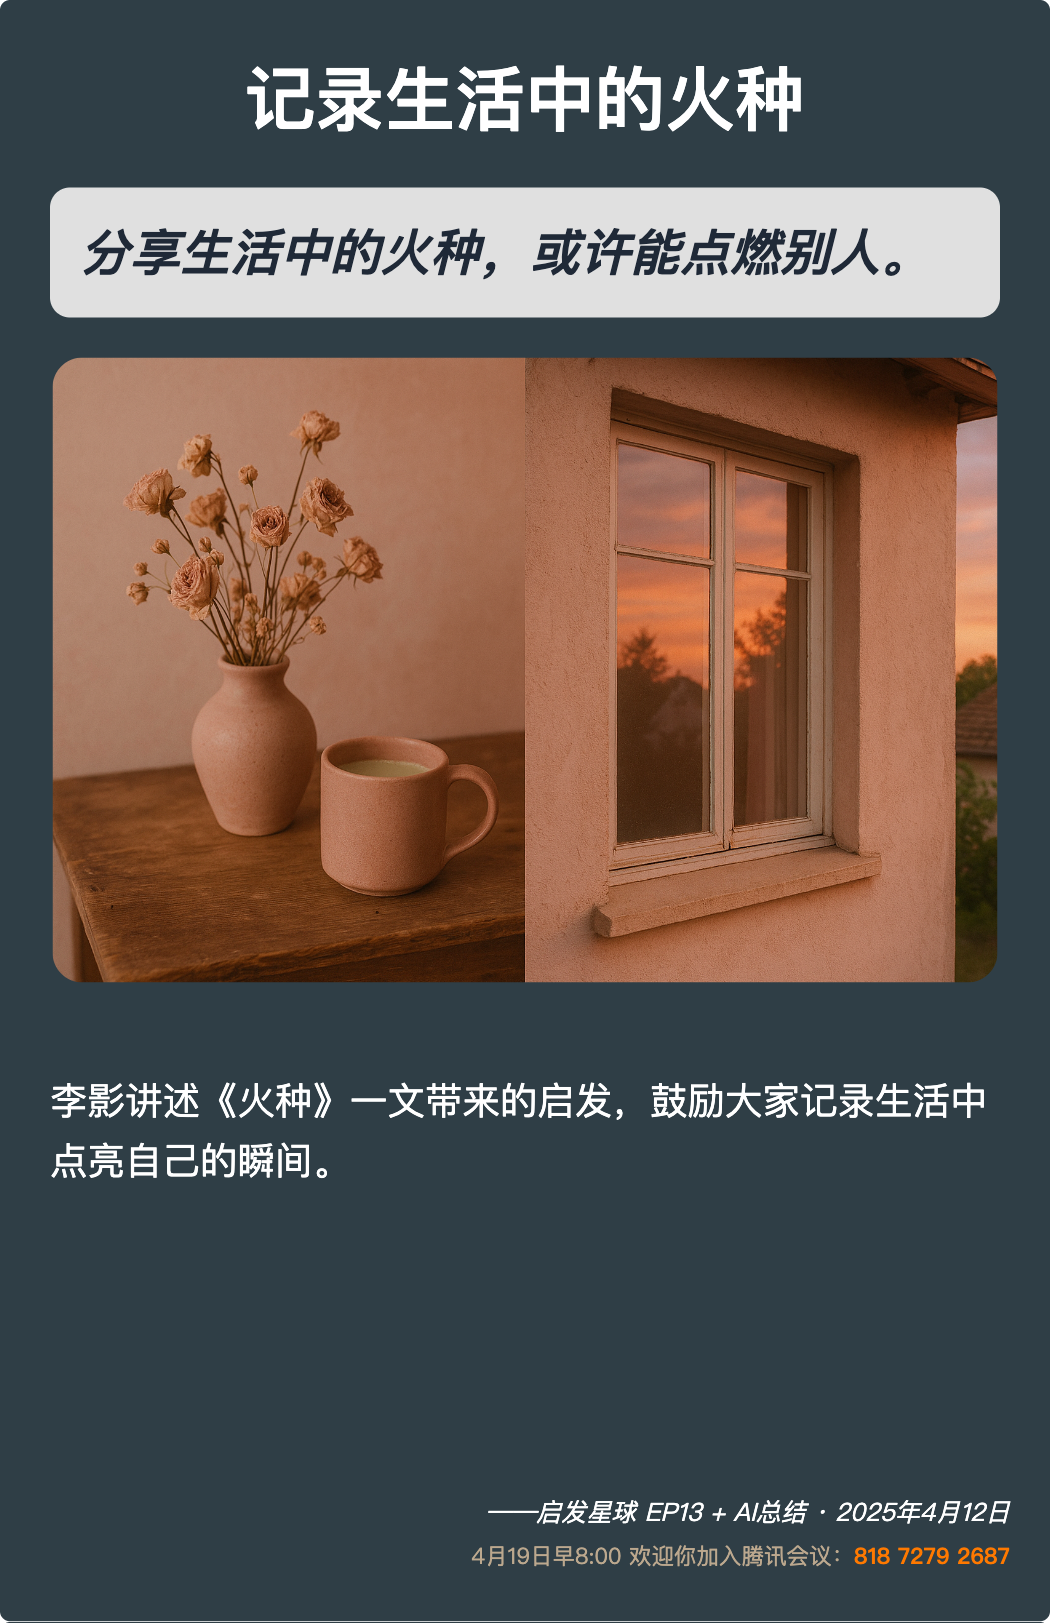 记录生活中的火种
分享生活中的火种，或许能点燃别人。
李影讲述《火种》一文带来的启发，鼓励大家记录生活中
点亮自己的瞬间。
——启发星球 EP13 + AI总结 · 2025年4月12日
4月19日早8:00 欢迎你加入腾讯会议：818 7279 2687